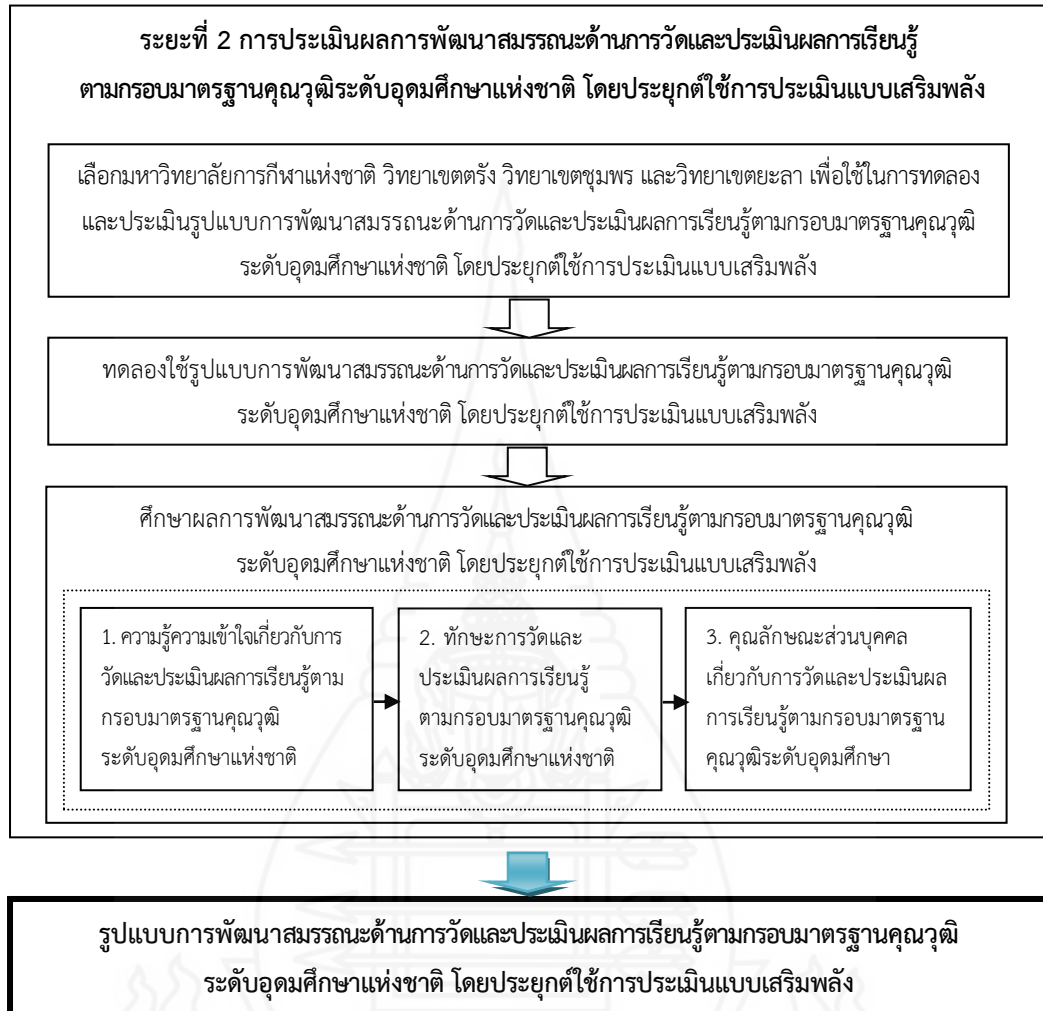 ระยะที่ 2 การประเมินผลการพัฒนาสมรรถนะด้านการวัดและประเมินผลการเรียนรู้
ตามกรอบมาตรฐานคุณวุฒิระดับอุดมศึกษาแห่งชาติ โดยประยุกต์ใช้การประเมินแบบเสริมพลัง
เลือกมหาวิทยาลัยการกีฬาแห่งชาติ วิทยาเขตตรัง วิทยาเขตชุมพร และวิทยาเขตยะลา เพื่อใช้ในการทดลอง
และประเมินรูปแบบการพัฒนาสมรรถนะด้านการวัดและประเมินผลการเรียนรู้ตามกรอบมาตรฐานคุณวุฒิ
ระดับอุดมศึกษาแห่งชาติ โดยประยุกต์ใช้การประเมินแบบเสริมพลัง
ทดลองใช้รูปแบบการพัฒนาสมรรถนะด้านการวัดและประเมินผลการเรียนรู้ตามกรอบมาตรฐานคุณวุฒิ
ระดับอุดมศึกษาแห่งชาติ โดยประยุกต์ใช้การประเมินแบบเสริมพลัง
ศึกษาผลการพัฒนาสมรรถนะด้านการวัดและประเมินผลการเรียนรู้ตามกรอบมาตรฐานคุณวุฒิ
ระดับอุดมศึกษาแห่งชาติ โดยประยุกต์ใช้การประเมินแบบเสริมพลัง
1. ความรู้ความเข้าใจเกี่ยวกับการ
วัดและประเมินผลการเรียนรู้ตาม
กรอบมาตรฐานคุณวุฒิ
ระดับอุดมศึกษาแห่งชาติ
2. ทักษะการวัดและ
ประเมินผลการเรียนรู้
ตามกรอบมาตรฐานคุณวุฒิ
ระดับอุดมศึกษาแห่งชาติ
3. คุณลักษณะส่วนบุคคล
เกี่ยวกับการวัดและประเมินผล
การเรียนรู้ตามกรอบมาตรฐาน
คุณวุฒิระดับอุดมศึกษา
รูปแบบการพัฒนาสมรรถนะด้านการวัดและประเมินผลการเรียนรู้ตามกรอบมาตรฐานคุณวุฒิ
ระดับอุดมศึกษาแห่งชาติ โดยประยุกต์ใช้การประเมินแบบเสริมพลัง